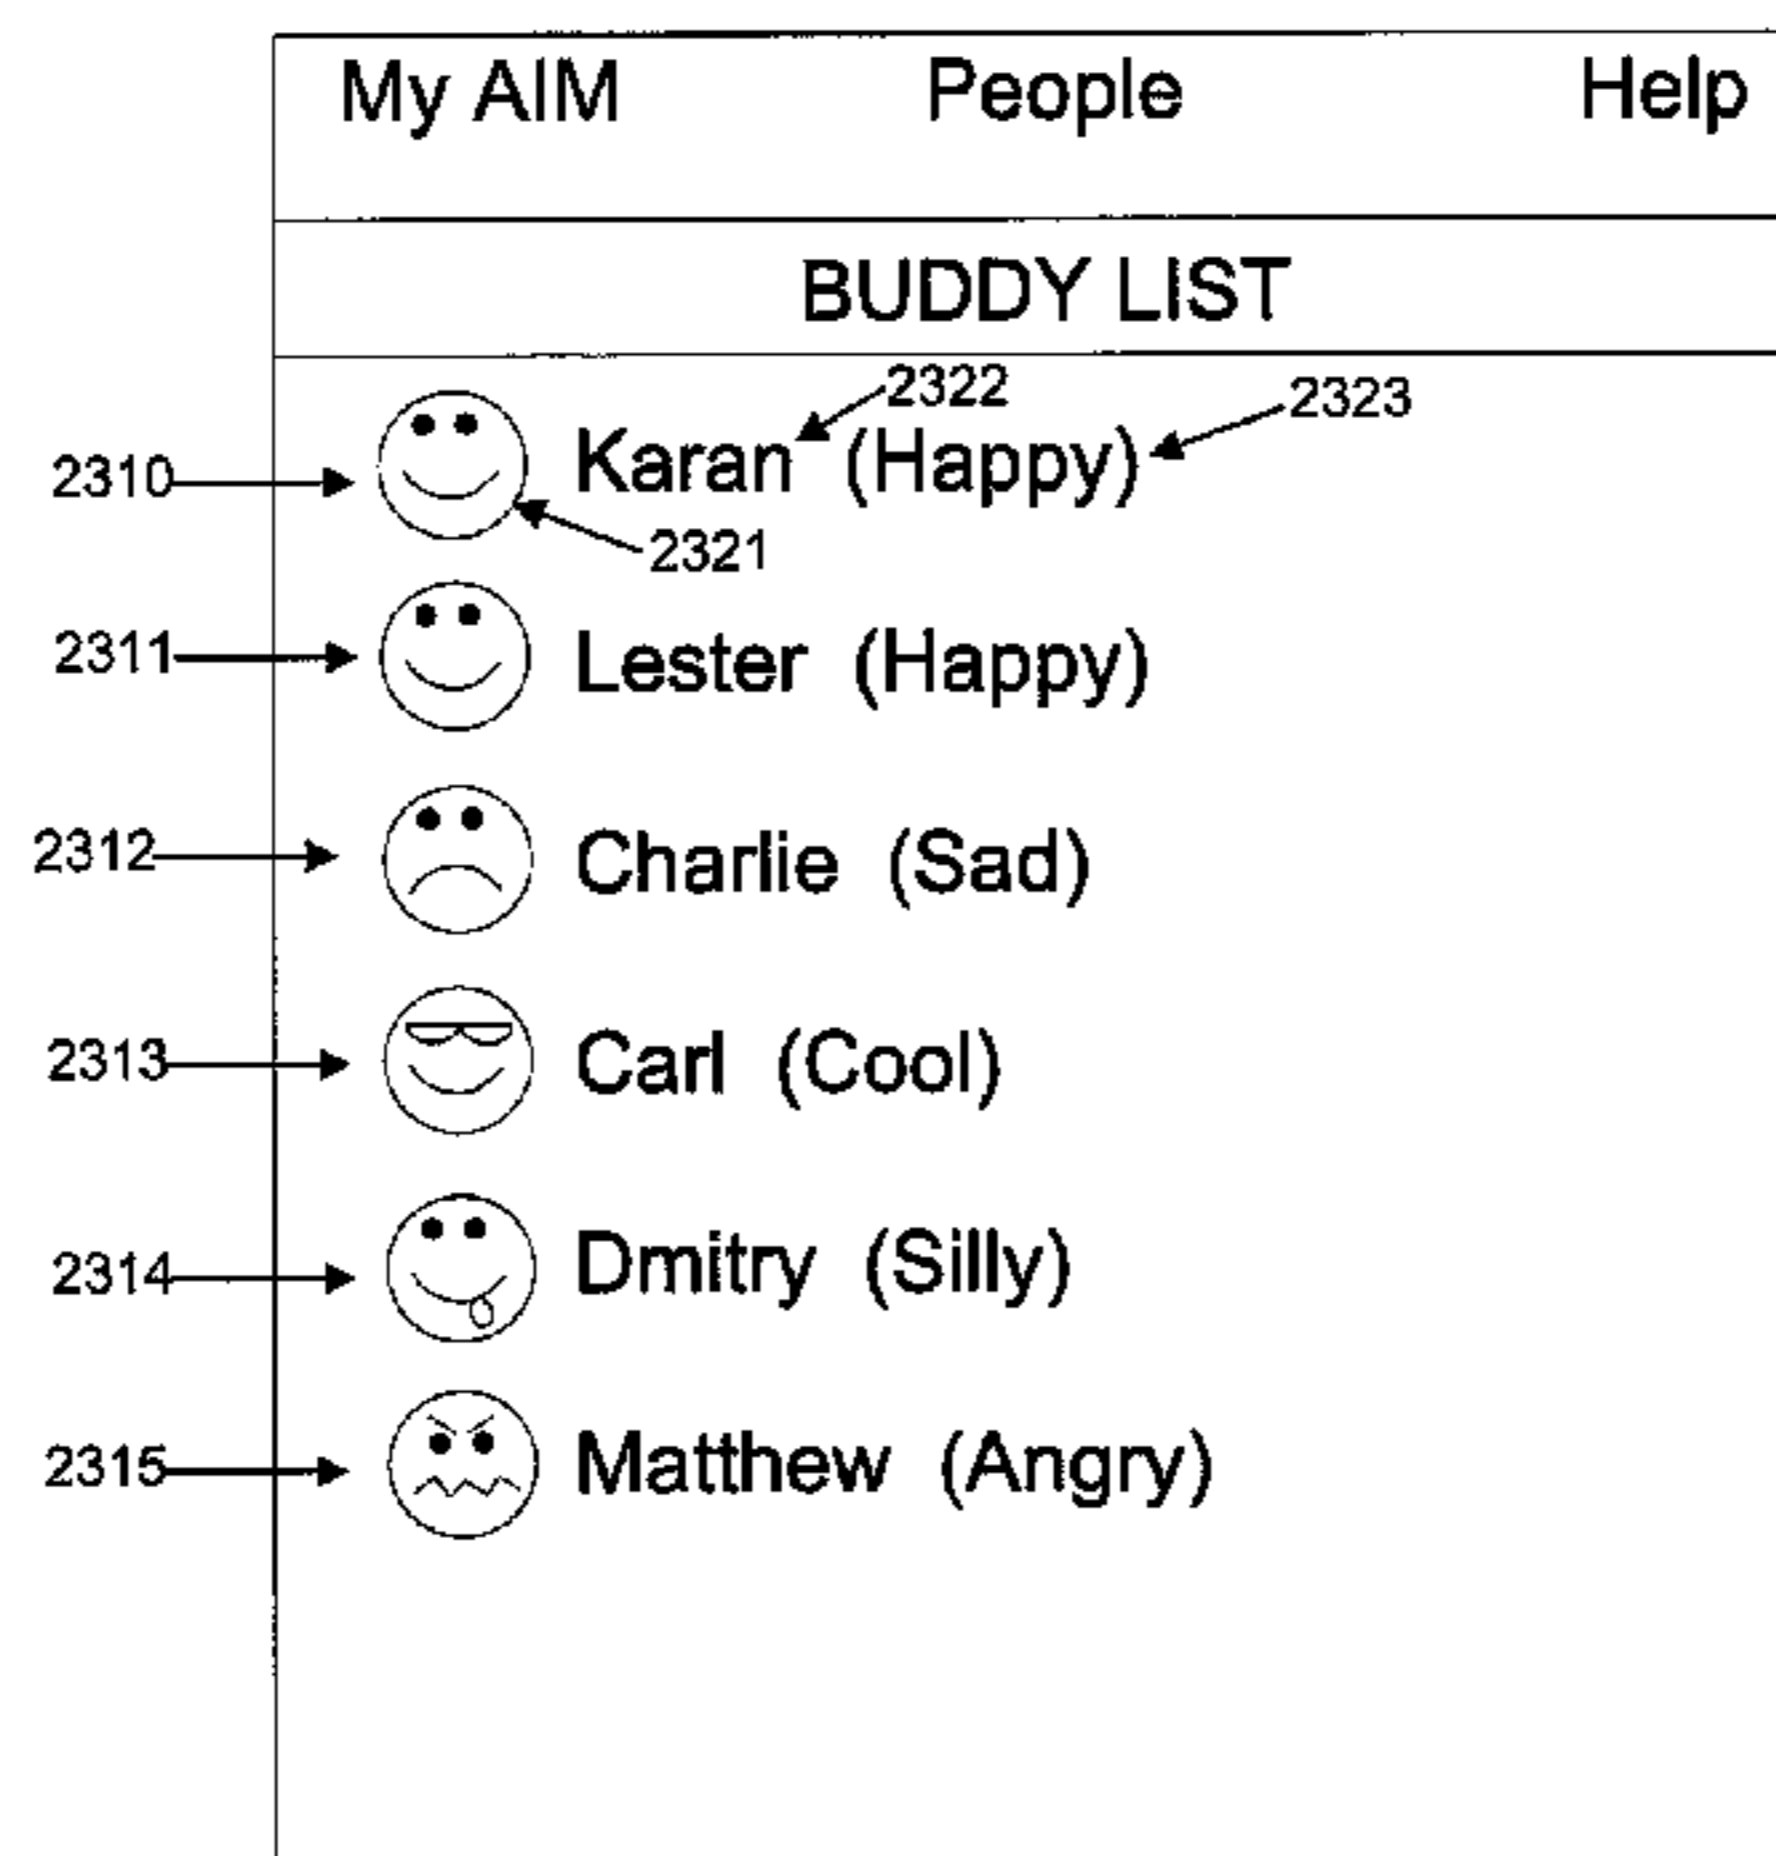 My AIM People Help
BUDDY LIST
2322
2323
2310 Karan (Happy)
2321
2311 Lester (Happy)
2312 Charlie (Sad)
2313 Carl (Cool)
2314 Dmitry (Silly)
2315 Matthew (Angry)